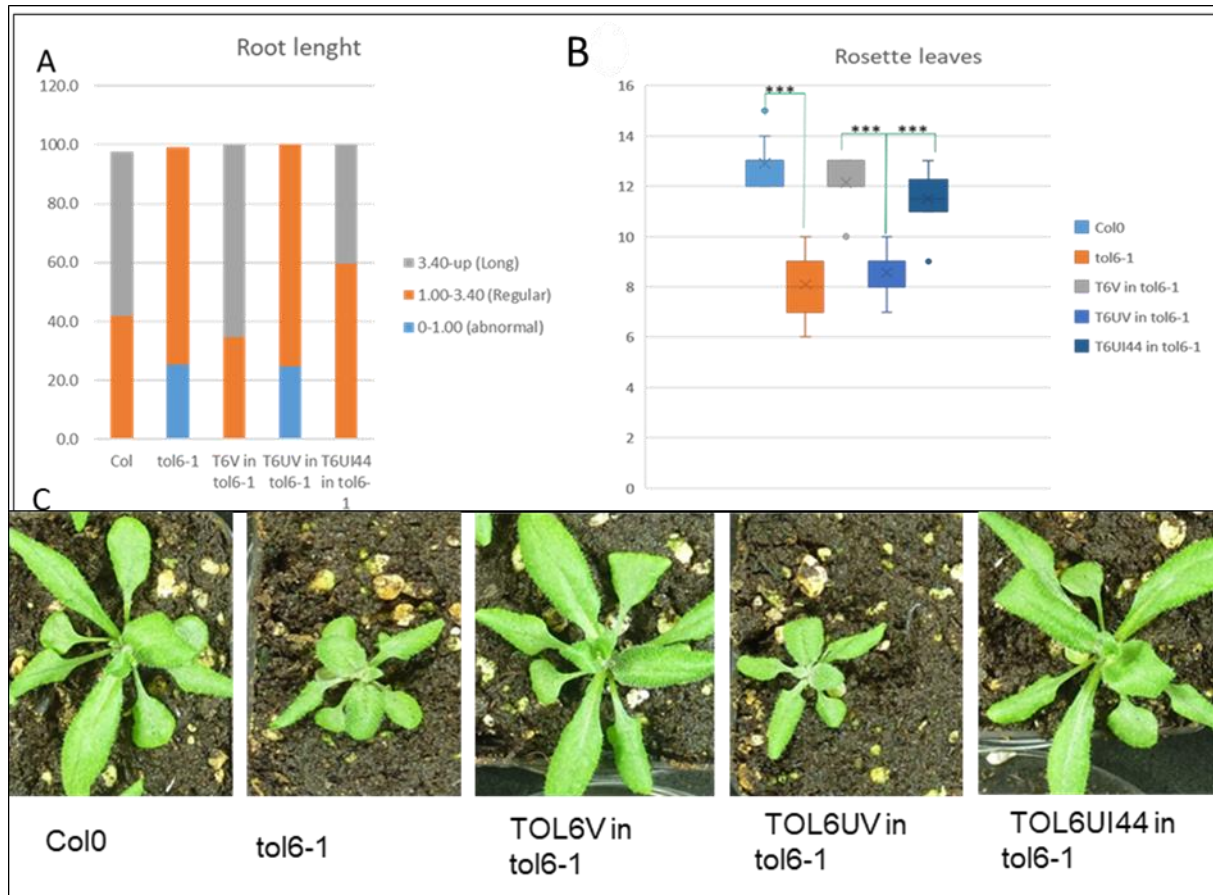 A
Root lenght
120.0
100.0
80.0
60.0
40.0
20.0
0.0
Col
tol6-1
T6V in
tol6-1
T6UV in
tol6-1
T6UI44
in tol6-
1
3.40-up (Long)
1.00-3.40 (Regular)
0-1.00 (abnormal)
B
Rosette leaves
16
14
12
10
8
6
4
2
0
***
*** ***
Col0
tol6-1
T6V in tol6-1
T6UV in tol6-1
T6UI44 in tol6-1
C
Col0
tol6-1
TOL6V in
tol6-1
TOL6UV in
tol6-1
TOL6UI44 in
tol6-1